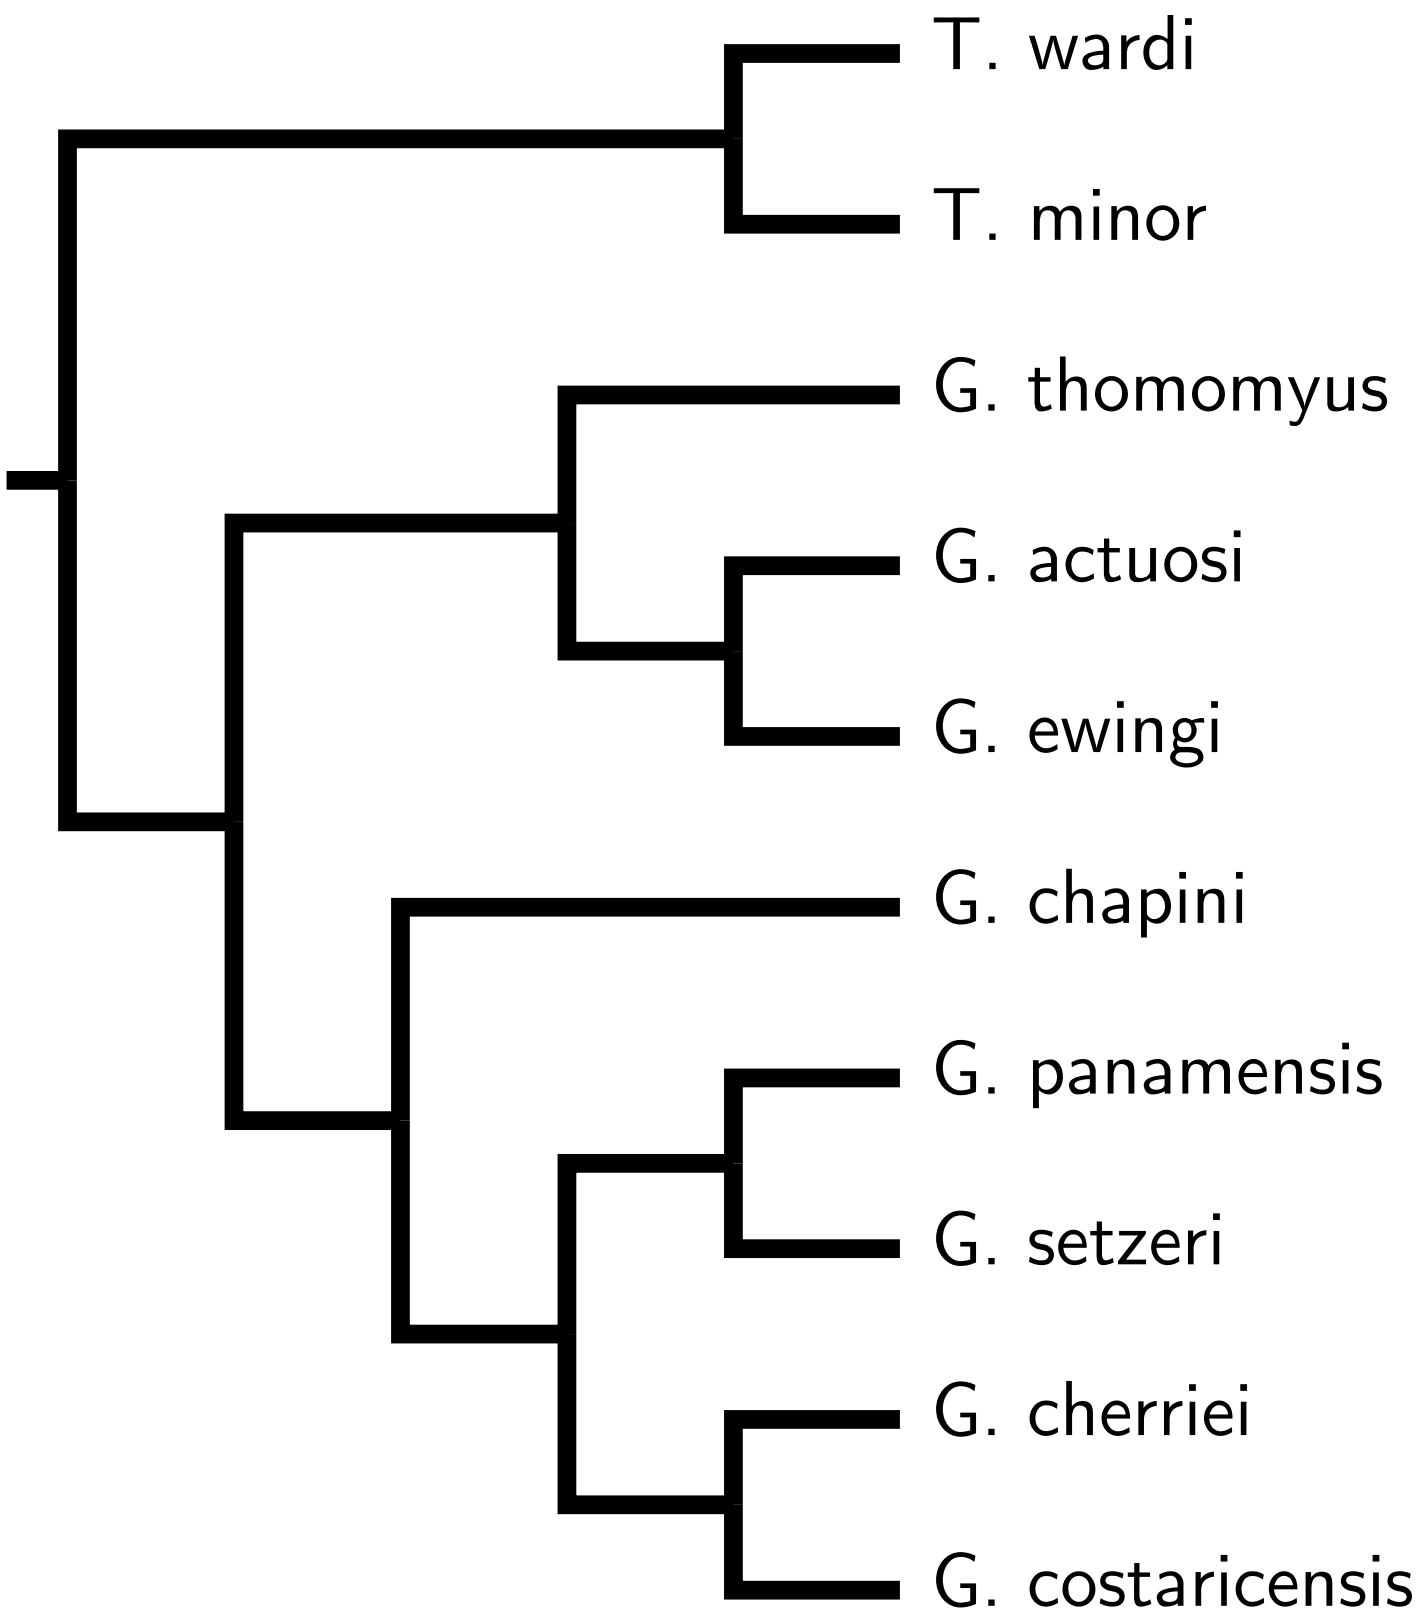 T. wardi
T. minor
G. thomomyus
G. actuosi
G. ewingi
G. chapini
G. panamensis
G. setzeri
G. cherriei
G. costaricensis